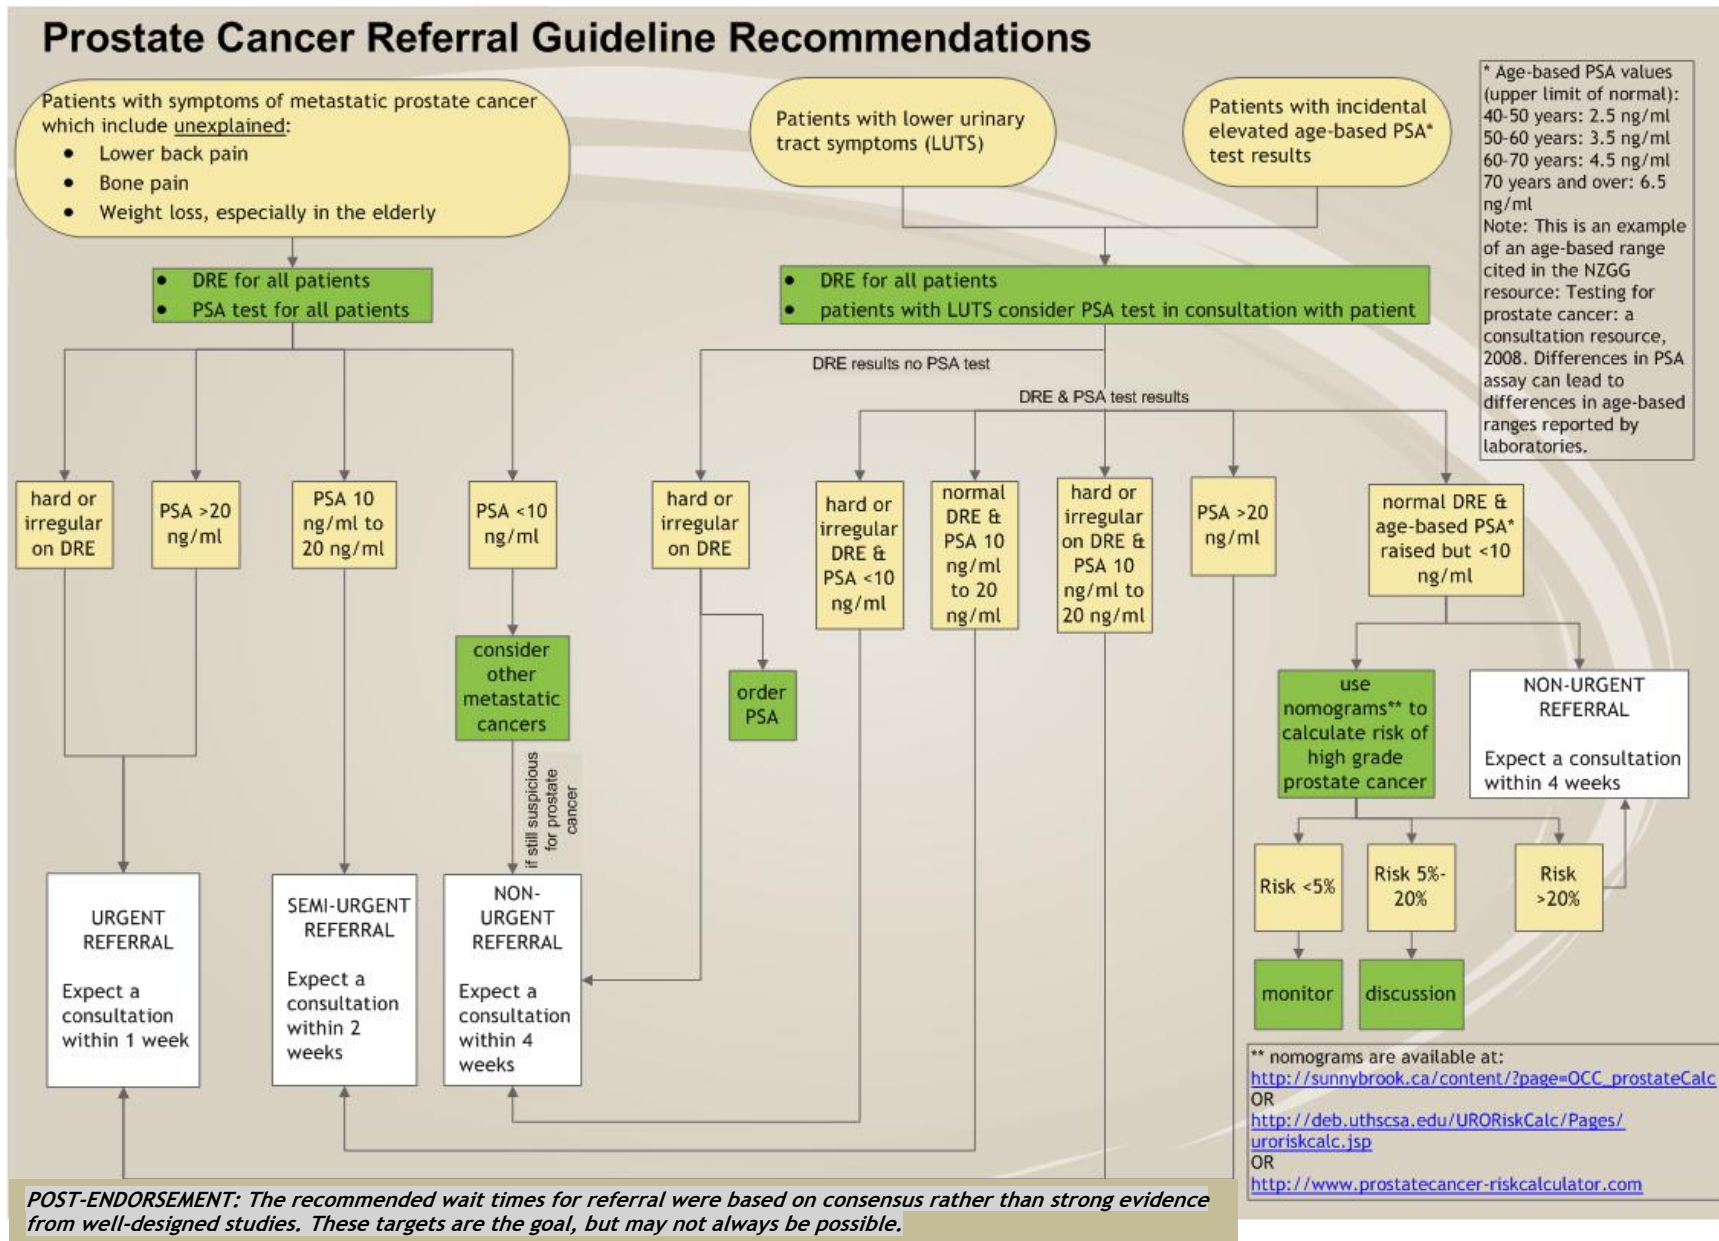 Prostate Cancer Referral Guideline Recommendations
Patients with symptoms of metastatic prostate cancer
which include unexplained:
• Lower back pain
• Bone pain
• Weight loss, especially in the elderly
Patients with lower urinary
tract symptoms (LUTS)
Patients with incidental
elevated age-based PSA*
test results
* Age-based PSA values
(upper limit of normal):
40-50 years: 2.5 ng/ml
50-60 years: 3.5 ng/ml
60-70 years: 4.5 ng/ml
70 years and over: 6.5
ng/ml
Note: This is an example
of an age-based range
cited in the NZGG
resource: Testing for
prostate cancer: a
consultation resource,
2008. Differences in PSA
assay can lead to
differences in age-based
ranges reported by
laboratories.
• DRE for all patients
• PSA test for all patients
• DRE for all patients
• patients with LUTS consider PSA test in consultation with patient
DRE results no PSA test
DRE & PSA test results
hard or
irregular
on DRE
PSA >20
ng/ml
PSA 10
ng/ml to
20 ng/ml
PSA <10
ng/ml
hard or
irregular
on DRE
hard or
irregular
DRE &
PSA <10
ng/ml
normal
DRE &
PSA 10
ng/ml
to 20
ng/ml
hard or
irregular
on DRE &
PSA 10
ng/ml to
20 ng/ml
PSA >20
ng/ml
normal DRE &
age-based PSA*
raised but <10
ng/ml
consider
other
metastatic
cancers
order
PSA
use
nomograms** to
calculate risk of
high grade
prostate cancer
NON-URGENT
REFERRAL
Expect a consultation
within 4 weeks
if still suspicious
for prostate
cancer
Risk <5%
Risk 5%-
20%
Risk
>20%
URGENT
REFERRAL
Expect a
consultation
within 1 week
SEMI-URGENT
REFERRAL
Expect a
consultation
within 2
weeks
NON-
URGENT
REFERRAL
Expect a
consultation
within 4
weeks
monitor
discussion
** nomograms are available at:
http://sunnybrook.ca/content/?page=OCC_prostateCalc
OR
http://deb.uthscsa.edu/URORiskCalc/Pages/
uroriskcalc.jsp
OR
http://www.prostatecancer-riskcalculator.com
POST-ENDORSEMENT: The recommended wait times for referral were based on consensus rather than strong evidence
from well-designed studies. These targets are the goal, but may not always be possible.